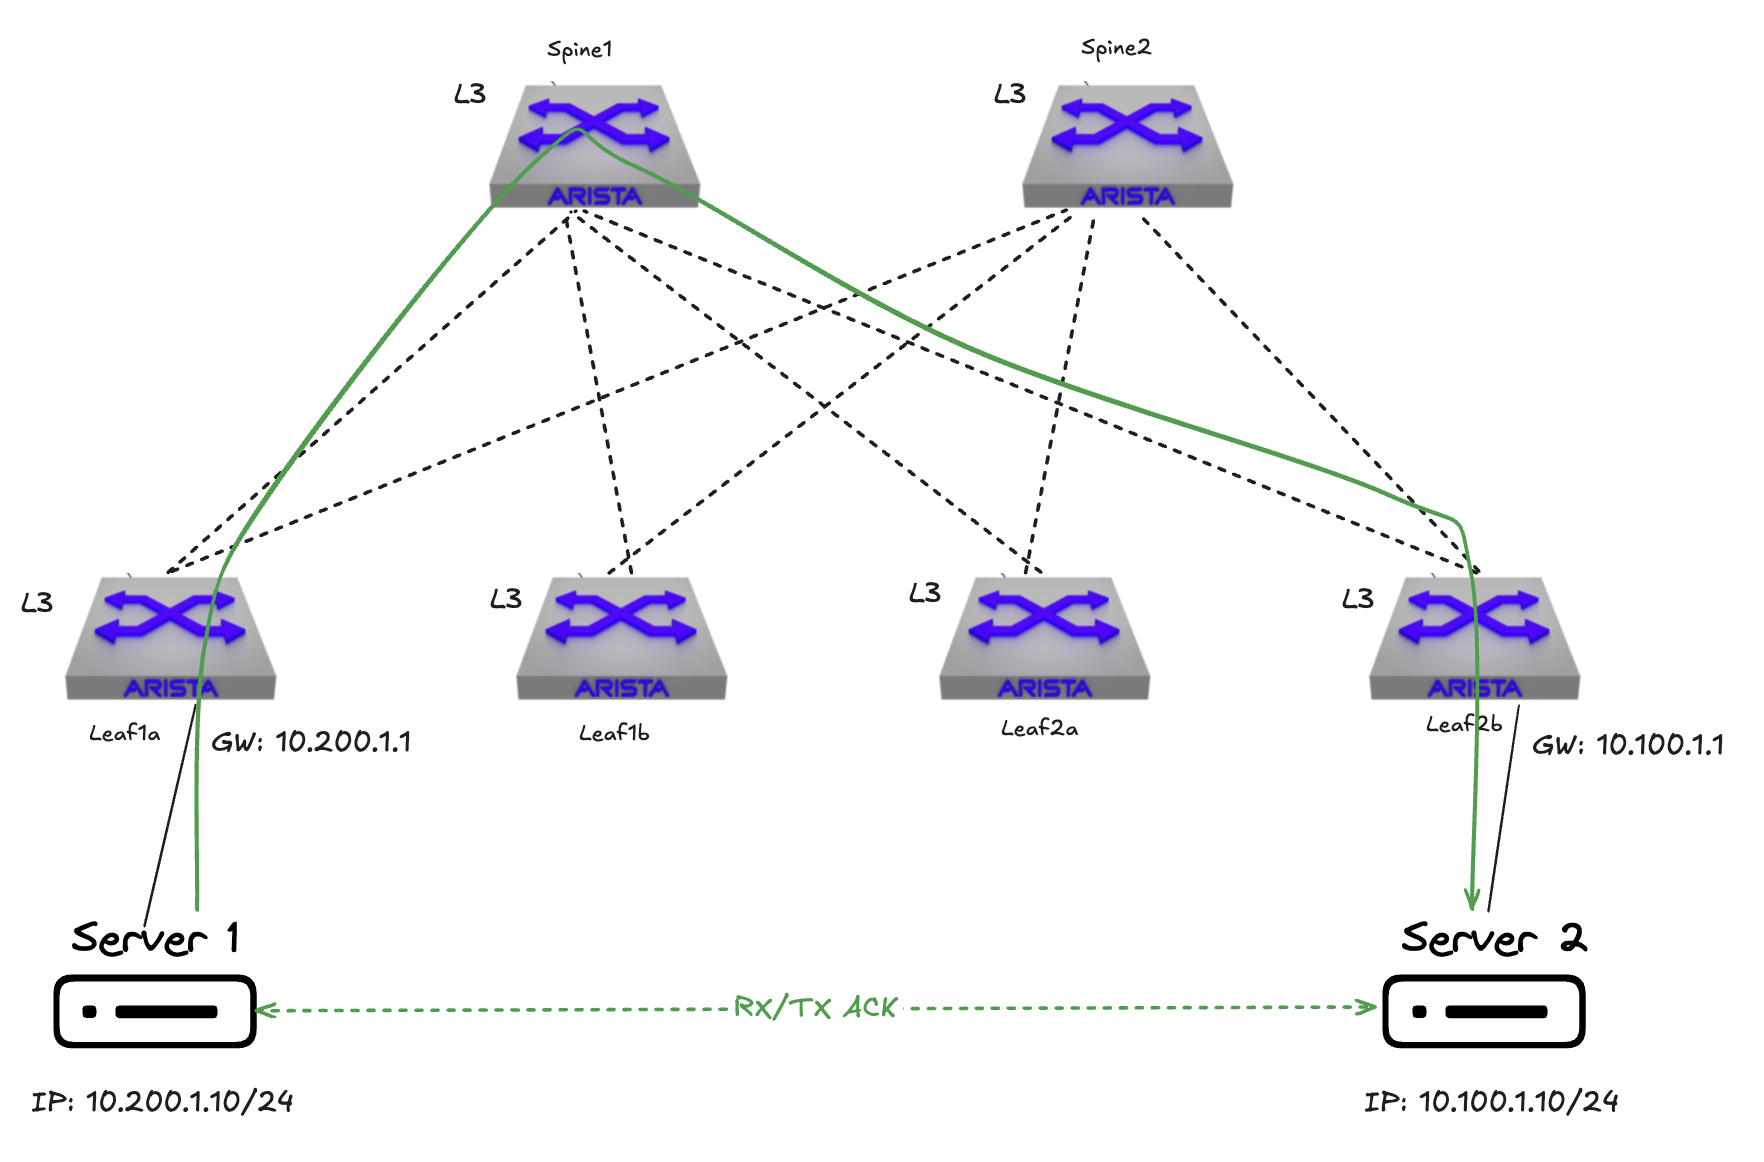 Spine1
Spine2
L3
L3
ARISTA
ARISTA
L3
L3
L3
L3
ARISTA
ARISTA
ARISTA
ARISTA
Leaf1a
Leaf1b
Leaf2a
Leaf2b
GW: 10.200.1.1
GW: 10.100.1.1
Server 1
Server 2
RX/TX ACK
IP: 10.200.1.10/24
IP: 10.100.1.10/24